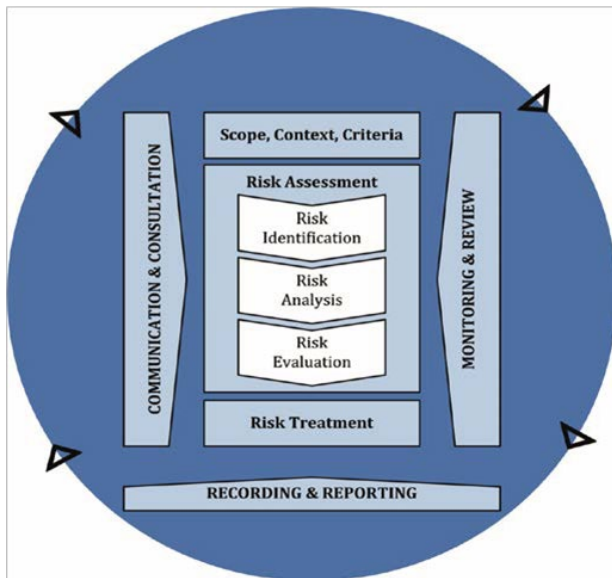 Scope, Context, Criteria
Risk Assessment
Risk
Identification
Risk
Analysis
Risk
Evaluation
Risk Treatment
COMMUNICATION & CONSULTATION
MONITORING & REVIEW
RECORDING & REPORTING